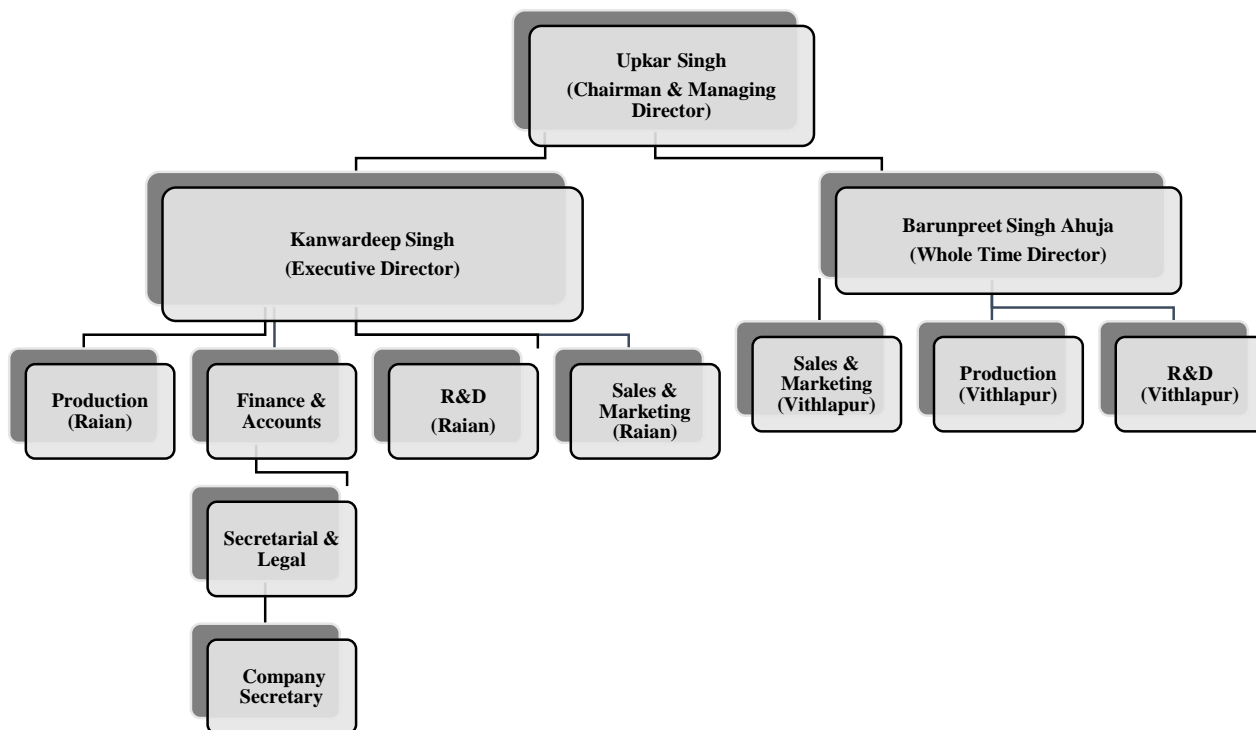 Upkar Singh
(Chairman & Managing
Director)
Kanwardeep Singh
(Executive Director)
Barunpreet Singh Ahuja
(Whole Time Director)
Production
(Raian)
Finance &
Accounts
R&D
(Raian)
Sales &
Marketing
(Raian)
Sales &
Marketing
(Vithlapur)
Production
(Vithlapur)
R&D
(Vithlapur)
Secretarial &
Legal
Company
Secretary